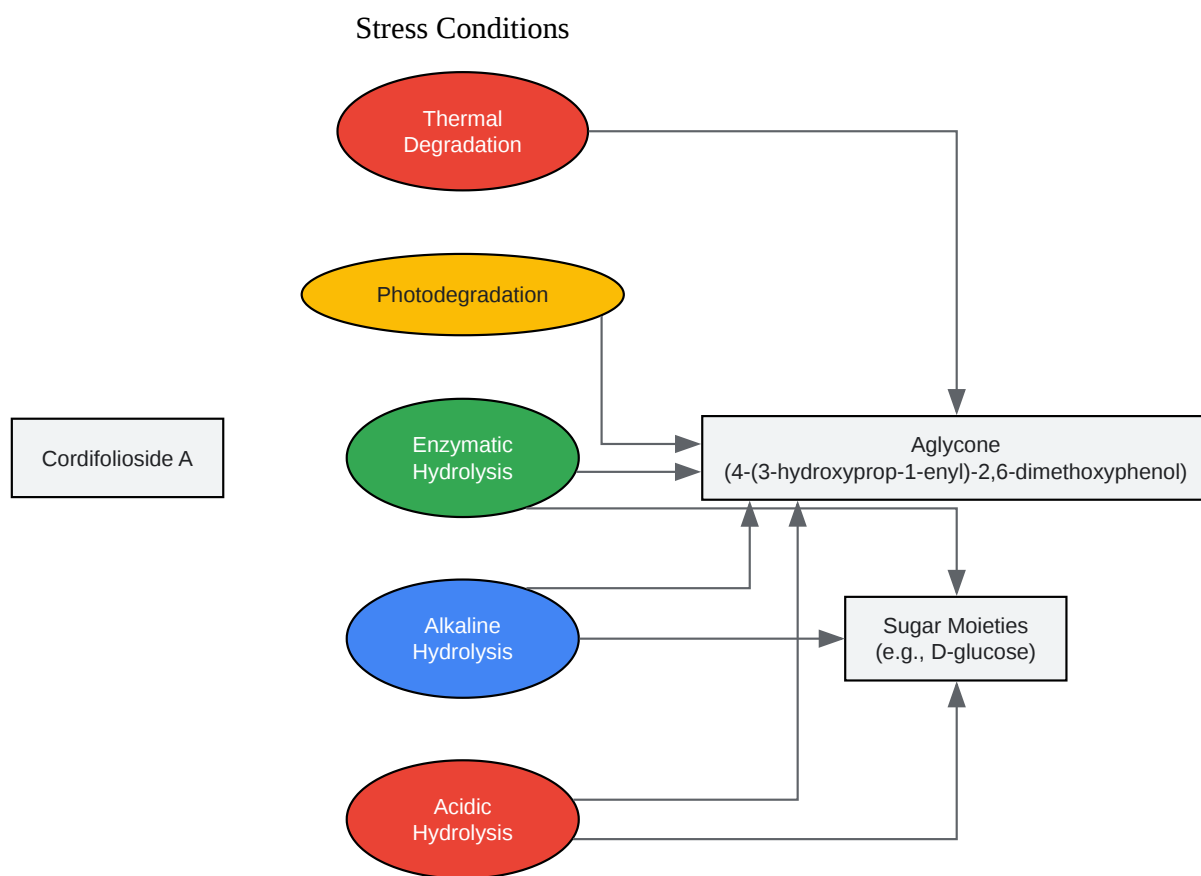 Stress Conditions
Thermal
Degradation
Photodegradation
Cordifolioside A
Enzymatic
Hydrolysis
Aglycone
(4-(3-hydroxyprop-1-enyl)-2,6-dimethoxyphenol)
Alkaline
Hydrolysis
Sugar Moieties
(e.g., D-glucose)
Acidic
Hydrolysis